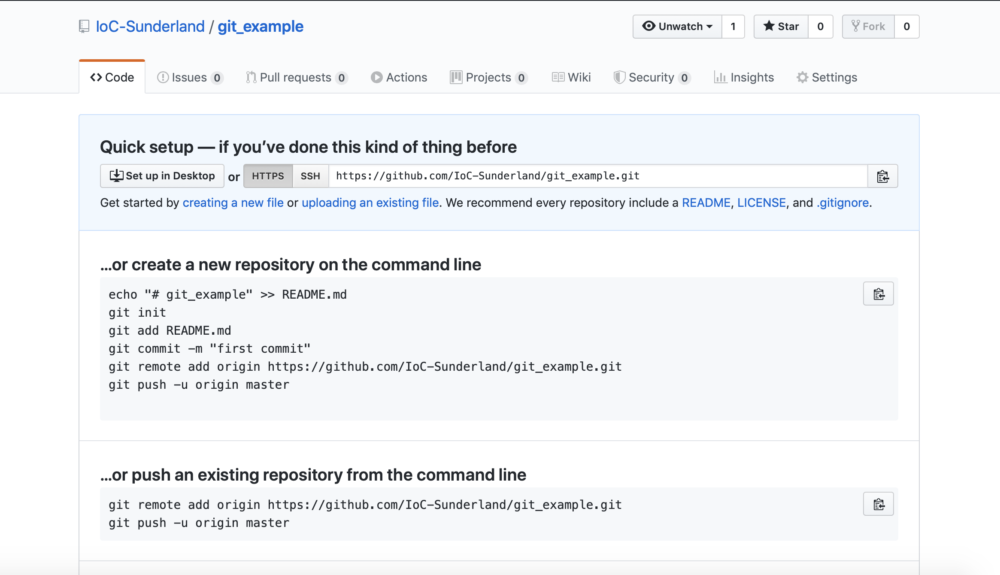 IoC-Sunderland / git_example
Unwatch 1 Star 0 Fork 0
Code Issues 0 Pull requests 0 Actions Projects 0 Wiki Security 0 Insights Settings
Quick setup — if you’ve done this kind of thing before
Set up in Desktop or HTTPS SSH https://github.com/IoC-Sunderland/git_example.git
Get started by creating a new file or uploading an existing file. We recommend every repository include a README, LICENSE, and .gitignore.
…or create a new repository on the command line
echo "# git_example" >> README.md
git init
git add README.md
git commit -m "first commit"
git remote add origin https://github.com/IoC-Sunderland/git_example.git
git push -u origin master
…or push an existing repository from the command line
git remote add origin https://github.com/IoC-Sunderland/git_example.git
git push -u origin master